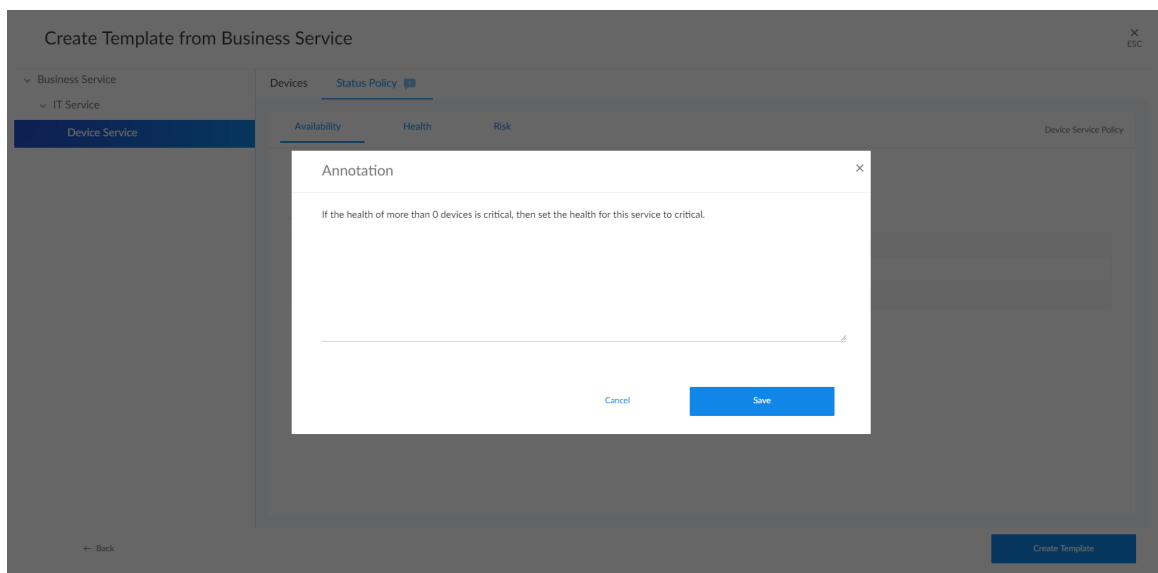 Create Template from Business Service
ESC
Business Service
IT Service
Device Service
Devices Status Policy
Availability Health Risk Device Service Policy
Annotation
If the health of more than 0 devices is critical, then set the health for this service to critical.
Cancel Save
← Back Create Template